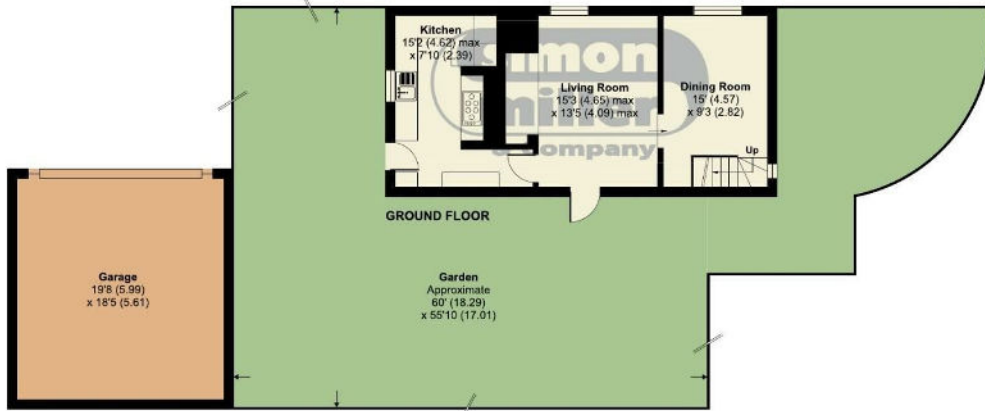 Kitchen
15'2 (4.62) max
x 7'10 (2.39)
simon
miller
& company
Living Room
15'3 (4.65) max
x 13'5 (4.09) max
Dining Room
15' (4.57)
x 9'3 (2.82)
Up
GROUND FLOOR
Garage
19'8 (5.99)
x 18'5 (5.61)
Garden
Approximate
60' (18.29)
x 55'10 (17.01)